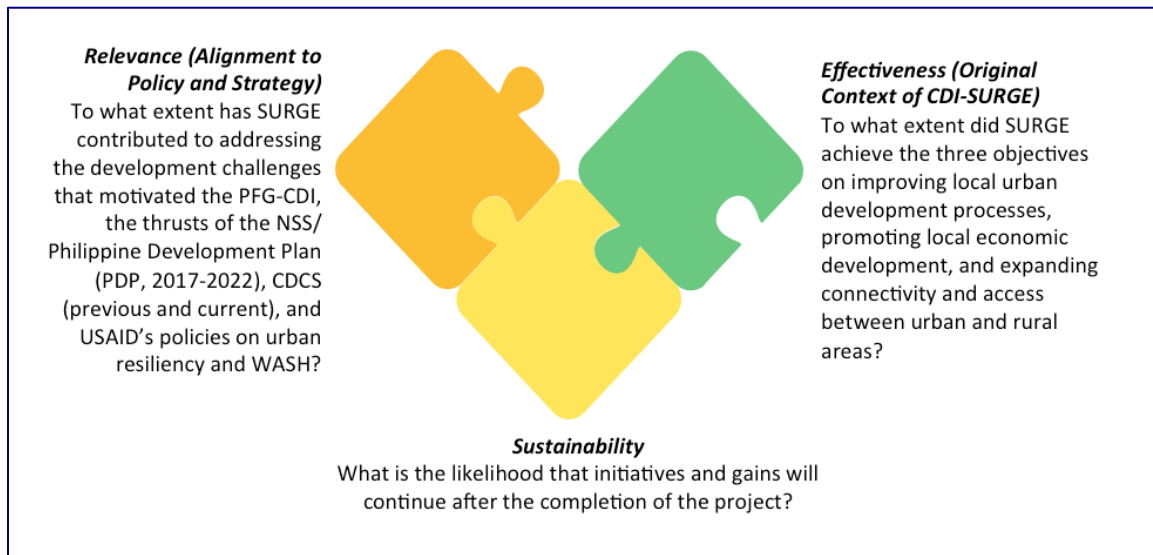 Relevance (Alignment to
Policy and Strategy)
To what extent has SURGE
contributed to addressing
the development challenges
that motivated the PFG-CDI,
the thrusts of the NSS/
Philippine Development Plan
(PDP, 2017-2022), CDCS
(previous and current), and
USAID’s policies on urban
resiliency and WASH?
Effectiveness (Original
Context of CDI-SURGE)
To what extent did SURGE
achieve the three objectives
on improving local urban
development processes,
promoting local economic
development, and expanding
connectivity and access
between urban and rural
areas?
Sustainability
What is the likelihood that initiatives and gains will
continue after the completion of the project?